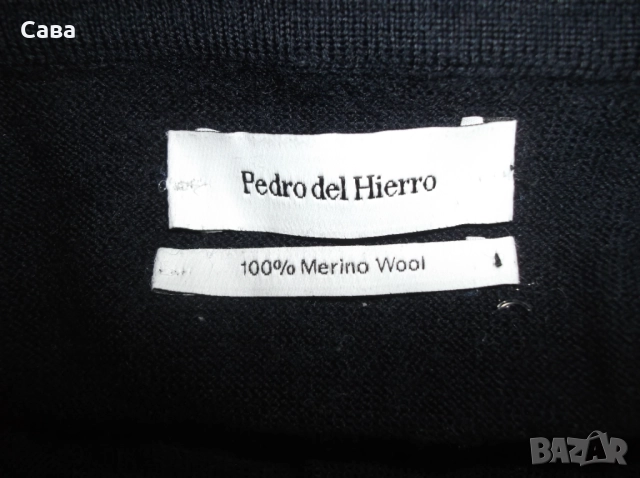 Сава
Pedro del Hierro
100% Merino Wool
BAZAR